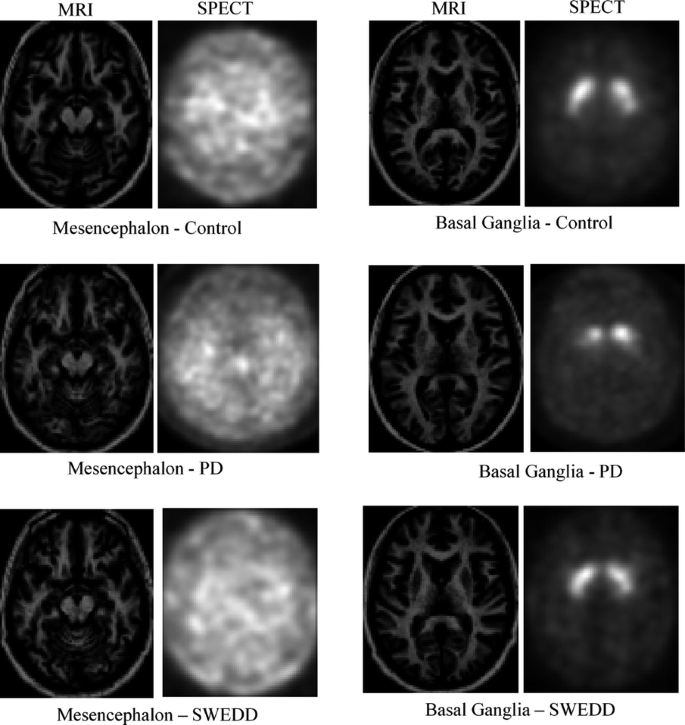 MRI SPECT MRI SPECT
Mesencephalon - Control Basal Ganglia - Control
Mesencephalon - PD Basal Ganglia - PD
Mesencephalon – SWEDD Basal Ganglia – SWEDD